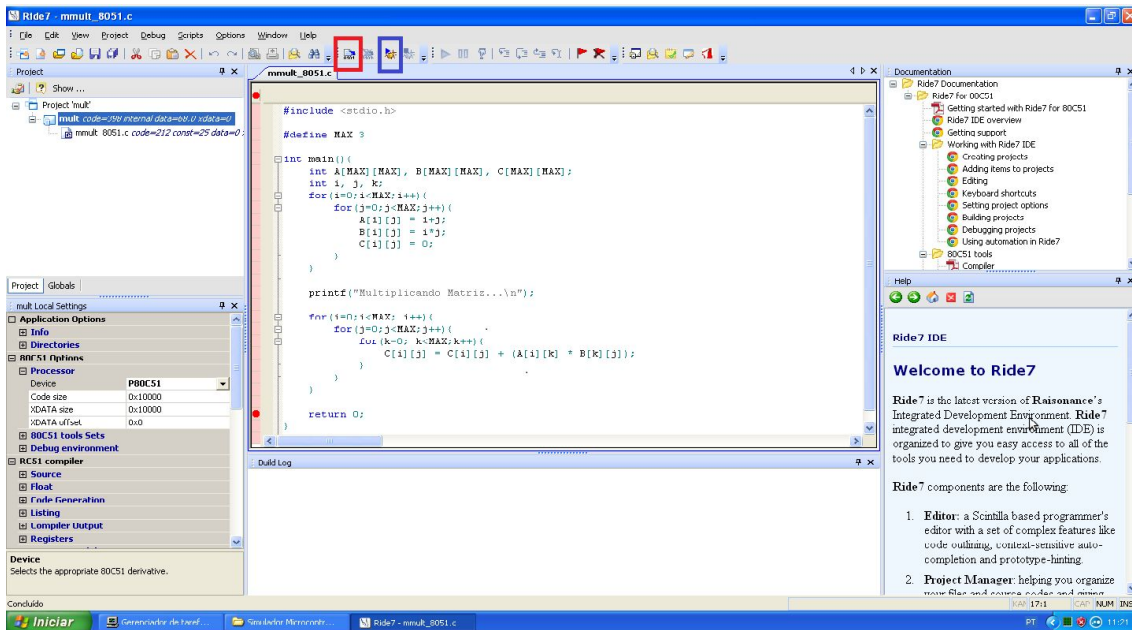 Ride7 - mmult_8051.c
File Edit View Project Debug Scripts Options Window Help
Project
Show ...
Project 'mult'
mult code=398 internal data=68.0 xdata=0
mmult_8051.c code=212 const=25 data=0
Project Globals
mult Local Settings
Application Options
Info
Directories
80C51 Options
Processor
Device P80C51
Code size 0x10000
XDATA size 0x10000
XDATA offset 0x0
80C51 tools Sets
Debug environment
RC51 compiler
Source
Float
Code Generation
Listing
Compiler Output
Registers
Device
Selects the appropriate 80C51 derivative.
mmult_8051.c
#include <stdio.h>
#define MAX 3
int main(){
int A[MAX][MAX], B[MAX][MAX], C[MAX][MAX];
int i, j, k;
for(i=0;i<MAX;i++){
for(j=0;j<MAX;j++){
A[i][j] = i+j;
B[i][j] = i*j;
C[i][j] = 0;
}
}
printf("Multiplicando Matriz...\n");
for(i=0;i<MAX; i++){
for(j=0;j<MAX;j++){
for(k=0; k<MAX;k++){
C[i][j] = C[i][j] + (A[i][k] * B[k][j]);
}
}
}
return 0;
}
Build Log
Documentation
Ride7 Documentation
Ride7 for 80C51
Getting started with Ride7 for 80C51
Ride7 IDE overview
Getting support
Working with Ride7 IDE
Creating projects
Adding items to projects
Editing
Keyboard shortcuts
Setting project options
Building projects
Debugging projects
Using automation in Ride7
80C51 tools
Compiler
Help
Ride7 IDE
Welcome to Ride7
Ride7 is the latest version of Raisonance's
Integrated Development Environment. Ride7
integrated development environment (IDE) is
organized to give you easy access to all of the
tools you need to develop your applications.
Ride7 components are the following:
1. Editor: a Scintilla based programmer's
editor with a set of complex features like
code outlining, context-sensitive auto-
completion and prototype-hinting.
2. Project Manager: helping you organize
your files and source codes and giving
Concluído
17:1 CAP NUM INS
Iniciar
Gerenciador de taref...
Simulador Microcontr...
Ride7 - mmult_8051.c
PT
11:21